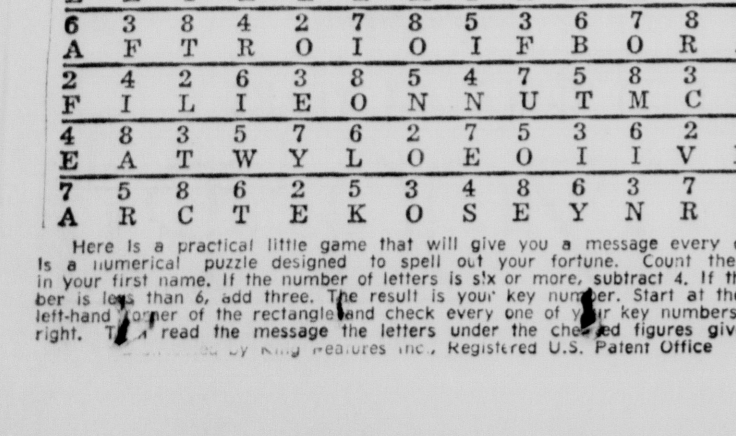 6 3 8 4 2 7 8 5 3 6 7 8
A F T R O I O I F B O R
2 4 2 6 3 8 5 4 7 5 8 3
F I L I E O N N U T M C
4 8 3 5 7 6 2 7 5 3 6 2
E A T W Y L O E O I I V
7 5 8 6 2 5 3 4 8 6 3 7
A R C T E K O S E Y N R
Here is a practical little game that will give you a message every
Is a numerical puzzle designed to spell out your fortune. Count the
in your first name. If the number of letters is six or more, subtract 4. If th
ber is less than 6, add three. The result is your key number. Start at the
left-hand corner of the rectangle and check every one of your key numbers
right. read the message the letters under the checked figures giv
by King Features Inc., Registered U.S. Patent Office